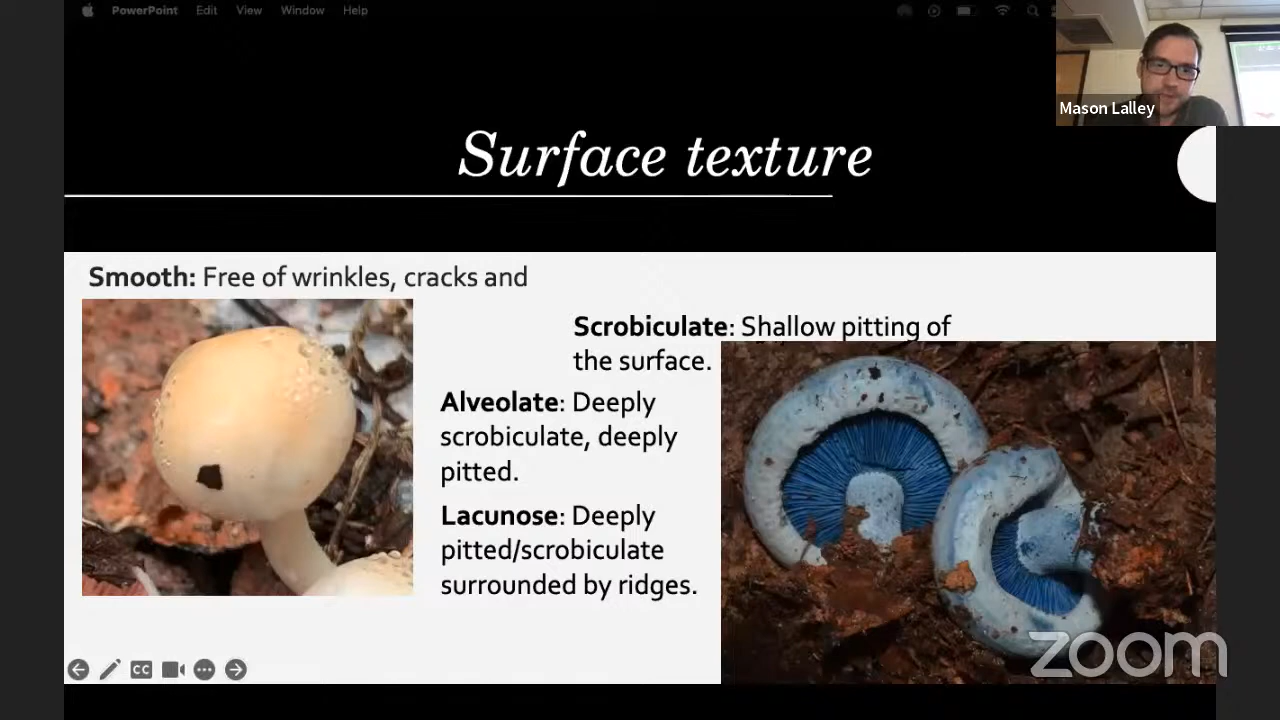 PowerPoint Edit View Window Help
Mason Lalley
Surface texture
Smooth: Free of wrinkles, cracks and
Scrobiculate: Shallow pitting of
the surface.
Alveolate: Deeply
scrobiculate, deeply
pitted.
Lacunose: Deeply
pitted/scrobiculate
surrounded by ridges.
CC
zoom